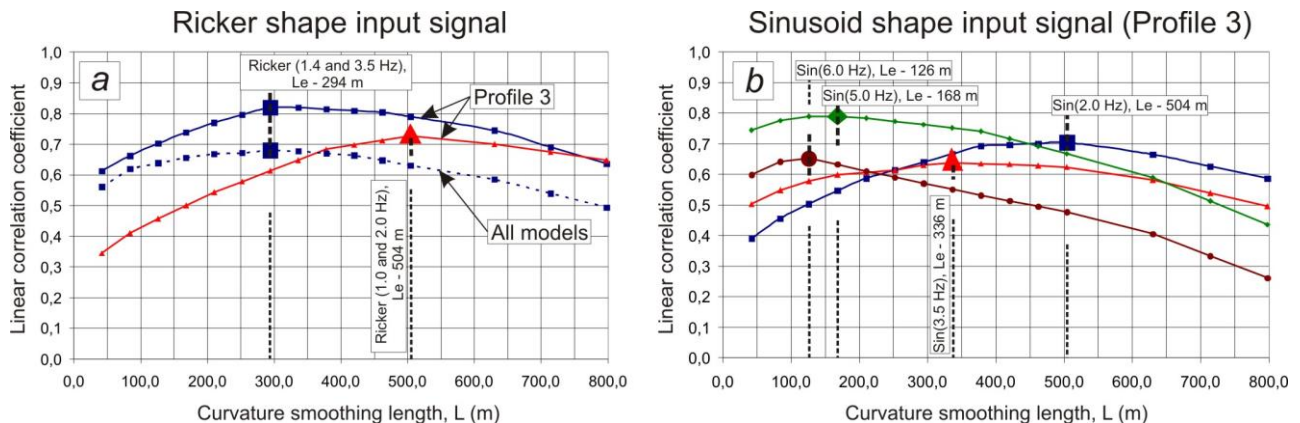 Ricker shape input signal
Linear correlation coefficient
1,0
0,9
0,8
0,7
0,6
0,5
0,4
0,3
0,2
0,1
0,0
a
Ricker (1.4 and 3.5 Hz),
Le - 294 m
Profile 3
All models
Ricker (1.0 and 2.0 Hz),
Le - 504 m
0,0 100,0 200,0 300,0 400,0 500,0 600,0 700,0 800,0
Curvature smoothing length, L (m)
Sinusoid shape input signal (Profile 3)
Linear correlation coefficient
1,0
0,9
0,8
0,7
0,6
0,5
0,4
0,3
0,2
0,1
0,0
b
Sin(6.0 Hz), Le - 126 m
Sin(5.0 Hz), Le - 168 m
Sin(2.0 Hz), Le - 504 m
Sin(3.5 Hz), Le - 336 m
0,0 100,0 200,0 300,0 400,0 500,0 600,0 700,0 800,0
Curvature smoothing length, L (m)